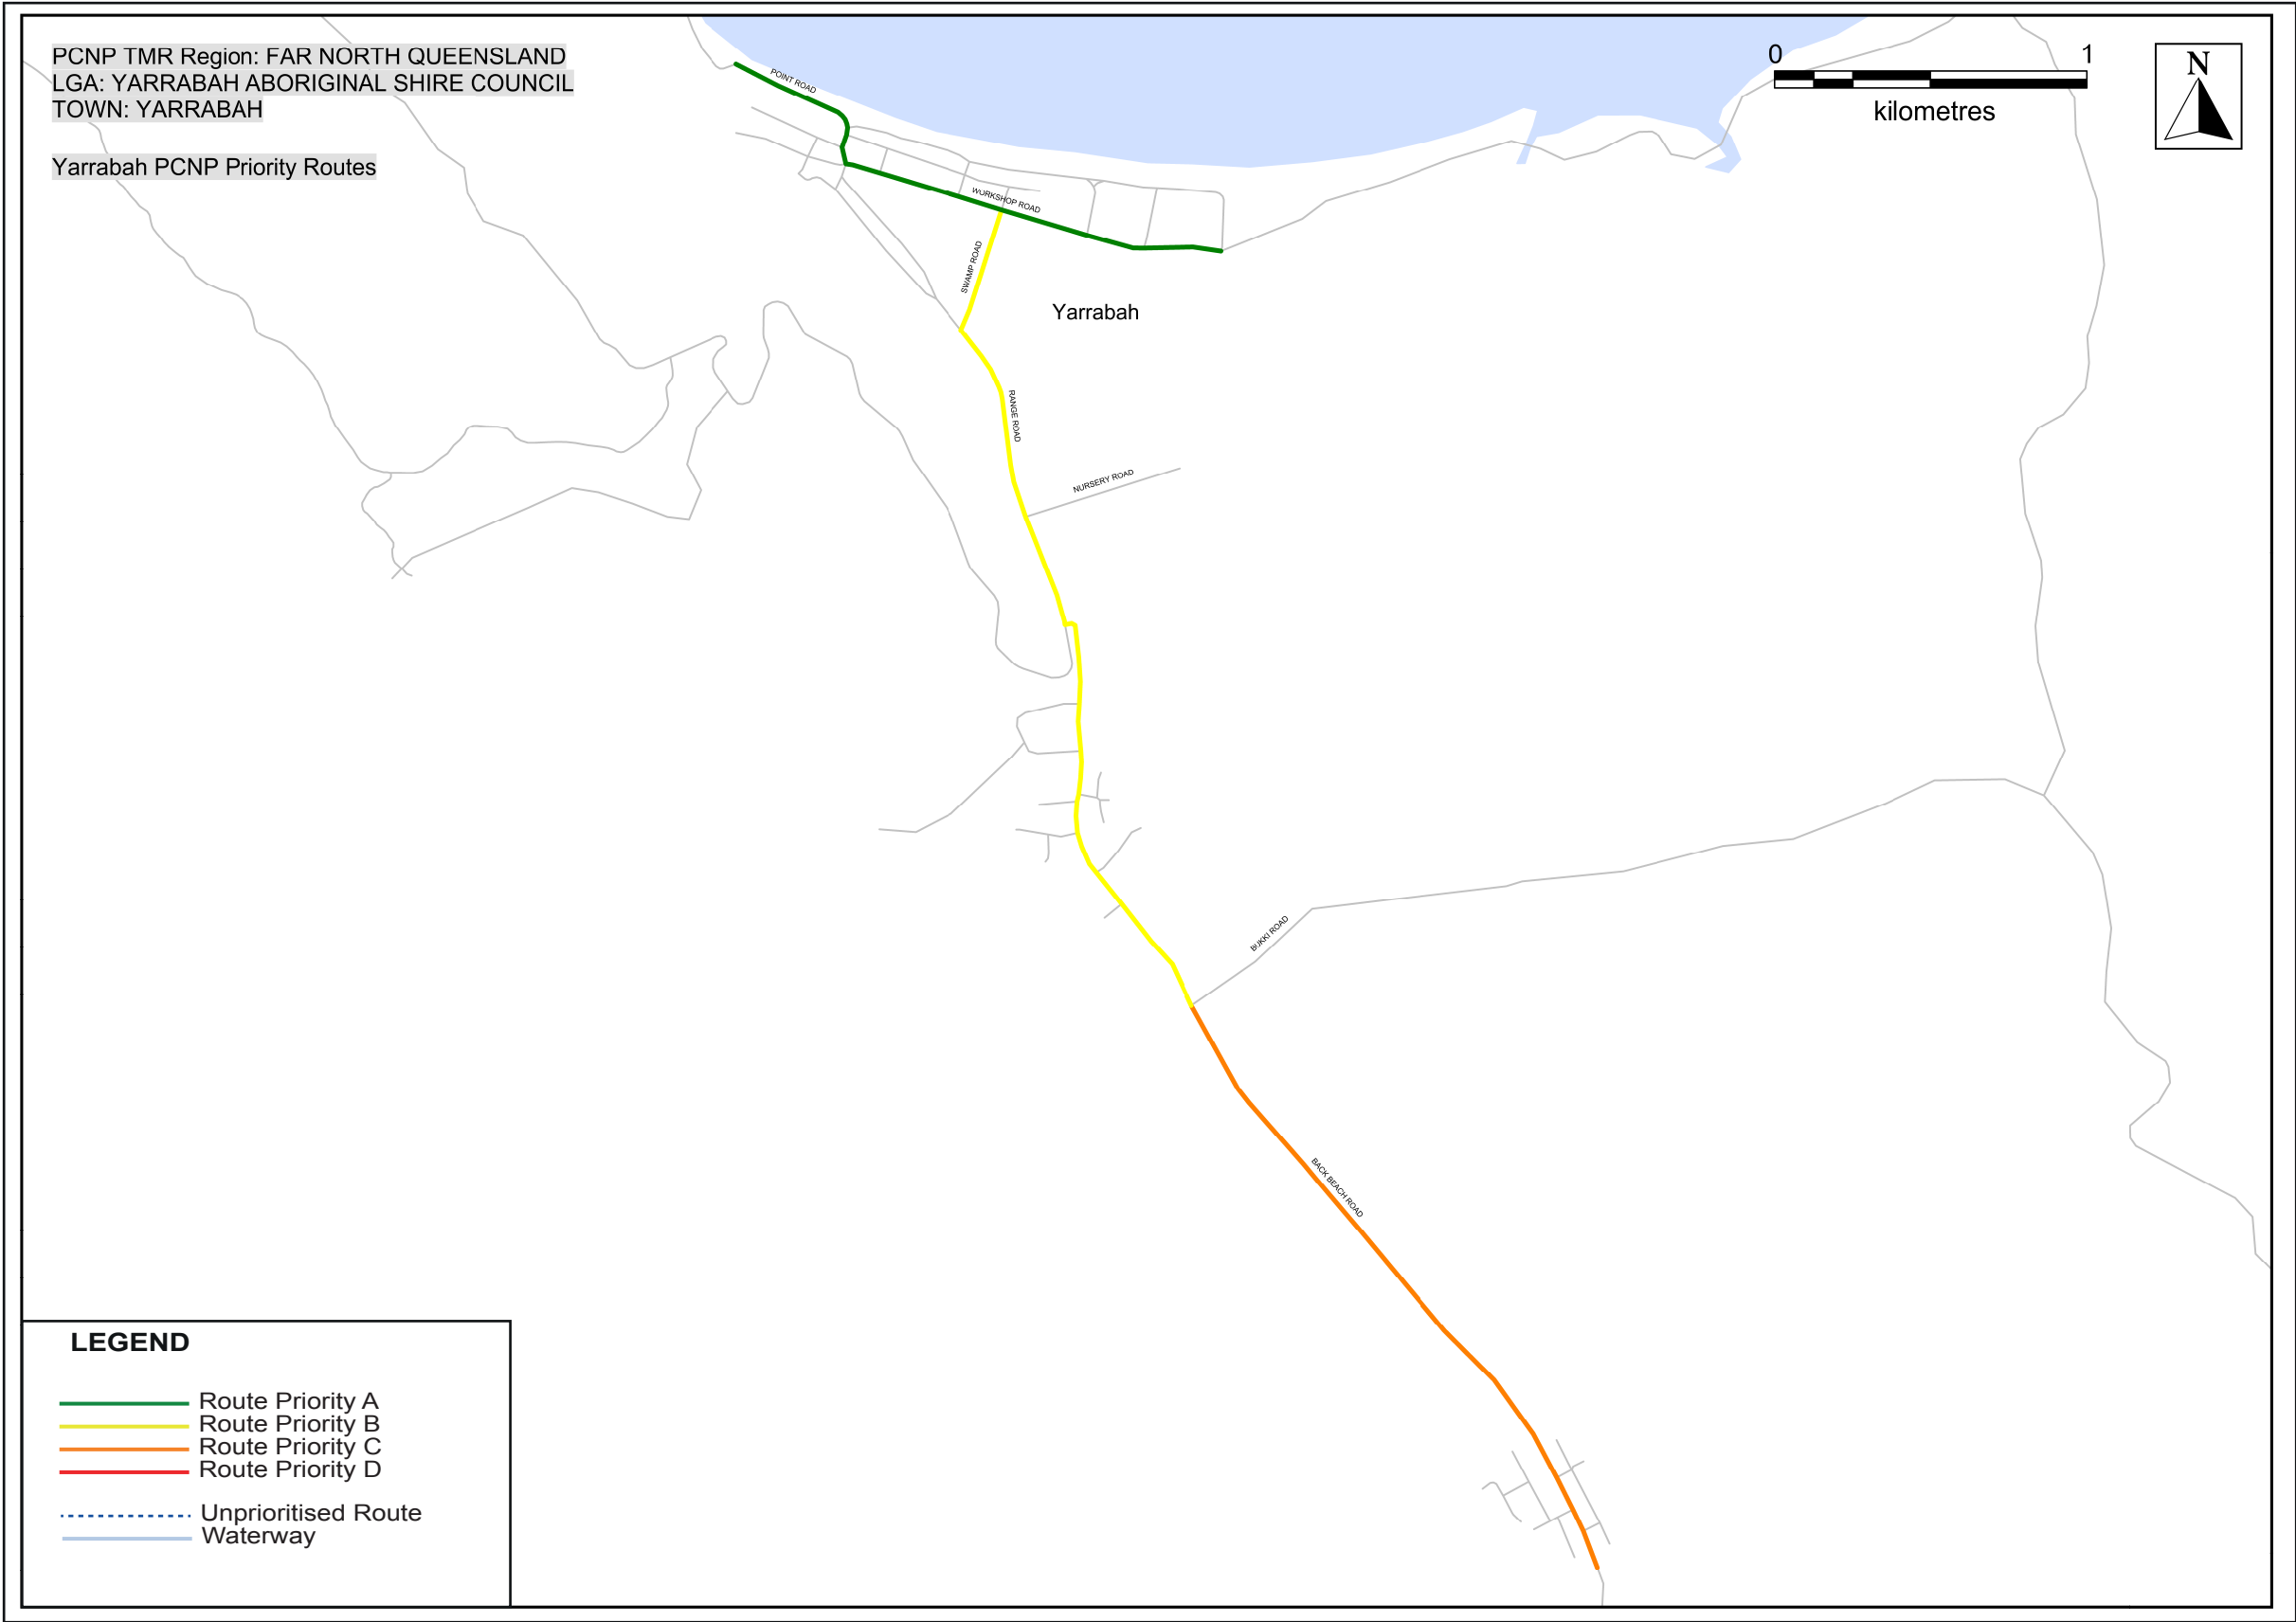 PCNP TMR Region: FAR NORTH QUEENSLAND
LGA: YARRABAH ABORIGINAL SHIRE COUNCIL
TOWN: YARRABAH
Yarrabah PCNP Priority Routes
0 1
kilometres
N
POINT ROAD
WORKSHOP ROAD
SWAMP ROAD
Yarrabah
RANGE ROAD
NURSERY ROAD
BUKKI ROAD
BACK BEACH ROAD
LEGEND
Route Priority A
Route Priority B
Route Priority C
Route Priority D
Unprioritised Route
Waterway